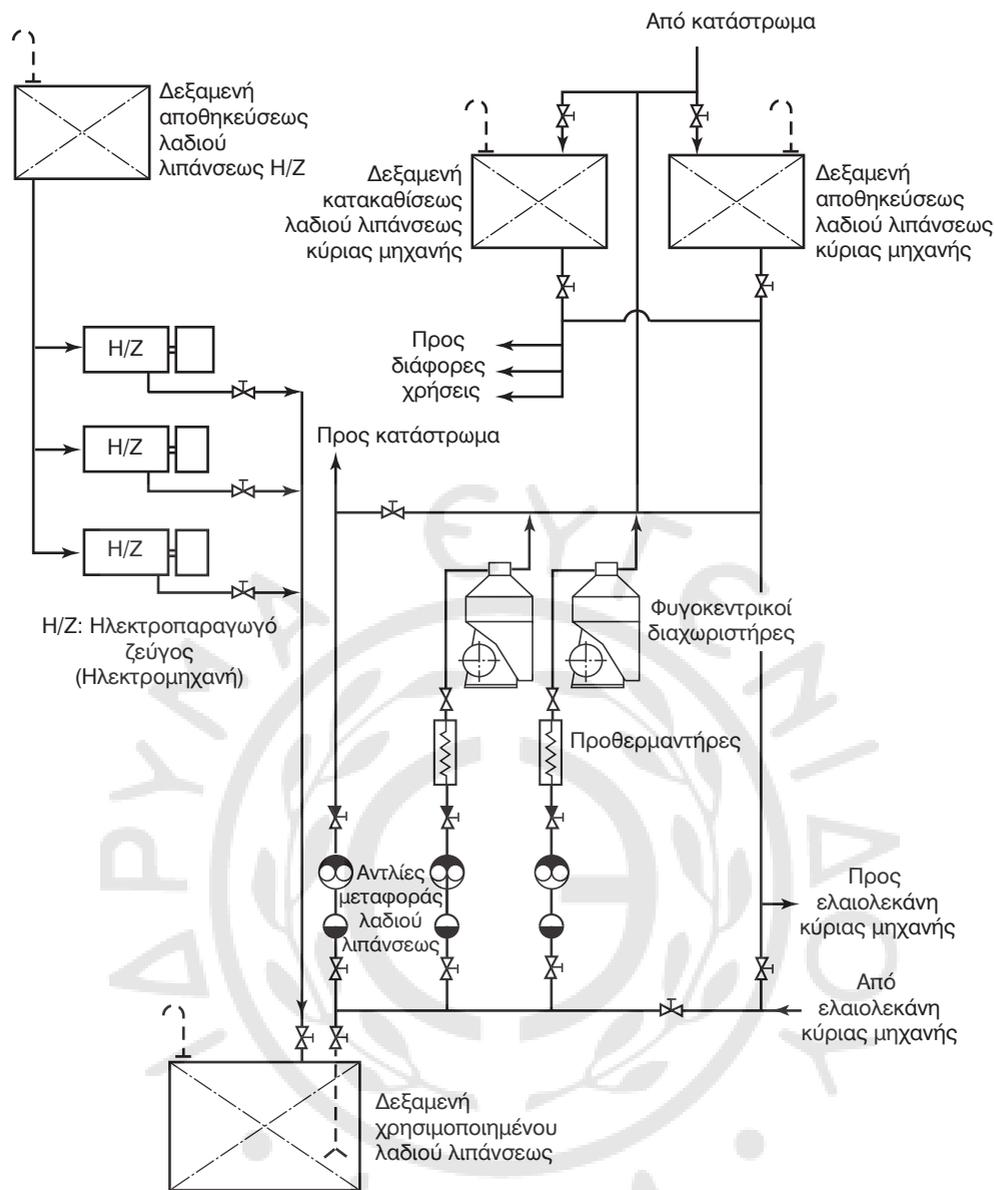 Από κατάστρωμα
Δεξαμενή
αποθηκεύσεως
λαδιού
λιπάνσεως Η/Ζ
Δεξαμενή
κατακαθίσεως
λαδιού λιπάνσεως
κύριας μηχανής
Δεξαμενή
αποθηκεύσεως
λαδιού λιπάνσεως
κύριας μηχανής
Η/Ζ
Προς
διάφορες
χρήσεις
Η/Ζ
Προς κατάστρωμα
Η/Ζ
Η/Ζ: Ηλεκτροπαραγωγό
ζεύγος
(Ηλεκτρομηχανή)
Φυγοκεντρικοί
διαχωριστήρες
Προθερμαντήρες
Αντλίες
μεταφοράς
λαδιού
λιπάνσεως
Προς
ελαιολεκάνη
κύριας μηχανής
Από
ελαιολεκάνη
κύριας μηχανής
Δεξαμενή
χρησιμοποιημένου
λαδιού λιπάνσεως
ΙΔΡΥΜΑ ΕΥΓΕΝΙΔΟΥ